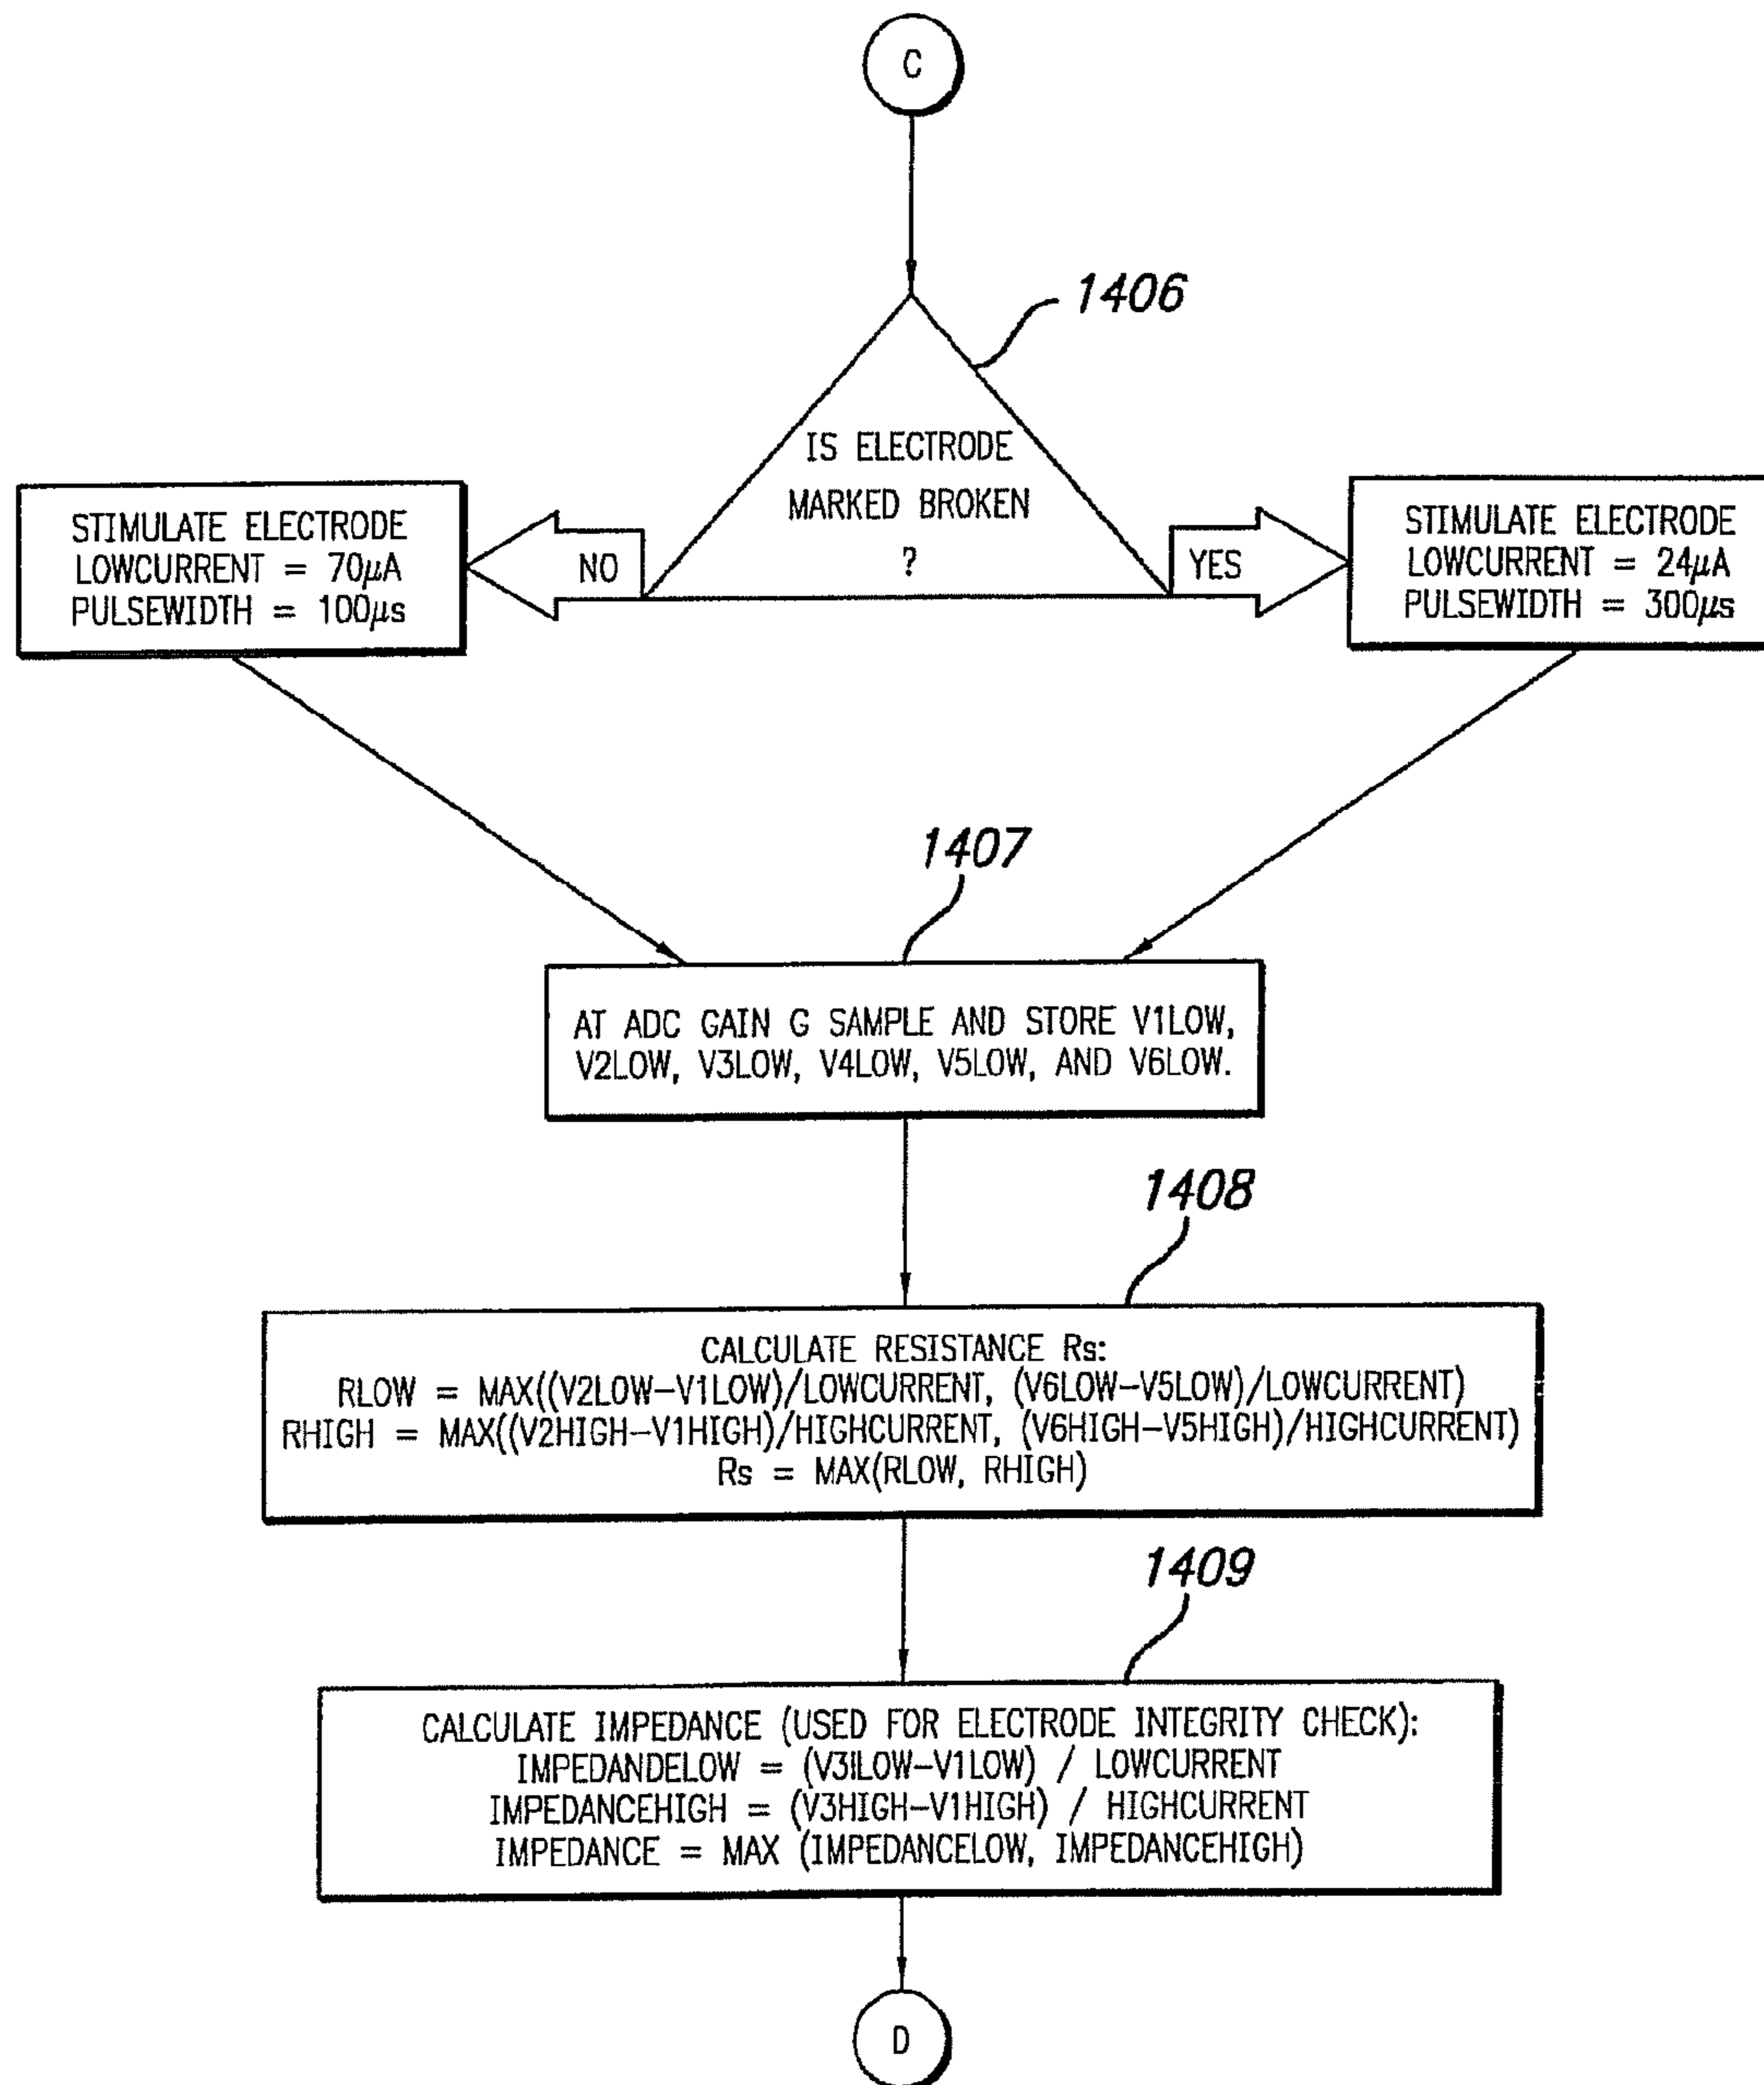 C
1406
IS ELECTRODE
MARKED BROKEN
?
NO
YES
STIMULATE ELECTRODE
LOWCURRENT = 70µA
PULSEWIDTH = 100µs
STIMULATE ELECTRODE
LOWCURRENT = 24µA
PULSEWIDTH = 300µs
1407
AT ADC GAIN G SAMPLE AND STORE V1LOW,
V2LOW, V3LOW, V4LOW, V5LOW, AND V6LOW.
1408
CALCULATE RESISTANCE Rs:
RLOW = MAX((V2LOW–V1LOW)/LOWCURRENT, (V6LOW–V5LOW)/LOWCURRENT)
RHIGH = MAX((V2HIGH–V1HIGH)/HIGHCURRENT, (V6HIGH–V5HIGH)/HIGHCURRENT)
Rs = MAX(RLOW, RHIGH)
1409
CALCULATE IMPEDANCE (USED FOR ELECTRODE INTEGRITY CHECK):
IMPEDANDELOW = (V3lLOW–V1LOW) / LOWCURRENT
IMPEDANCEHIGH = (V3HIGH–V1HIGH) / HIGHCURRENT
IMPEDANCE = MAX (IMPEDANCELOW, IMPEDANCEHIGH)
D